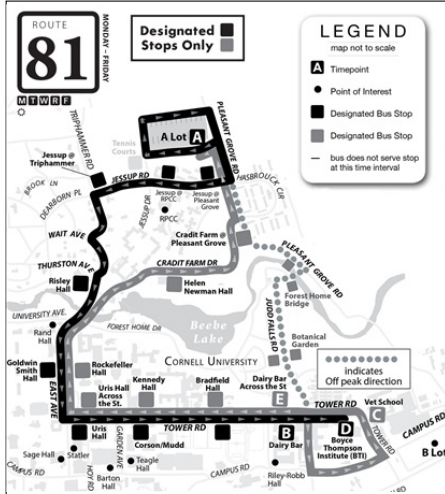 ROUTE
81
MONDAY – FRIDAY
M T W R F
Designated
Stops Only
LEGEND
map not to scale
A Timepoint
Point of Interest
Designated Bus Stop
Designated Bus Stop
bus does not serve stop
at this time interval
TRIPHAMMER RD
PLEASANT GROVE RD
A Lot A
Tennis
Courts
Jessup @
Triphammer
HASBROUCK CIR
BROOK LN
JESSUP RD
Jessup @
RPCC
Jessup @
Pleasant
Grove
DEARBORN PL
JESSUP DR
RPCC
WAIT AVE
Cradit Farm @
Pleasant Grove
PLEASANT GROVE RD
THURSTON AVE
CRADIT FARM DR
Risley
Hall
Helen
Newman Hall
Forest Home
Bridge
UNIVERSITY AVE.
Rand
Hall
FOREST HOME DR
Beebe
Lake
JUDD FALLS RD
Botanical
Garden
Goldwin
Smith
Hall
Rockefeller
Hall
CORNELL UNIVERSITY
indicates
Off peak direction
Uris Hall
Across
the St.
Kennedy
Hall
Bradfield
Hall
Dairy Bar
Across the St
E
TOWER RD
Vet School
C
EAST AVE
TOWER RD
TOWER RD
CAMPUS RD
Uris
Hall
GARDEN AVE
Corson/Mudd
B
Dairy Bar
D
Boyce
Thompson
Institute (BTI)
B Lot
Sage Hall
Statler
Teagle
Hall
CAMPUS RD
HOY RD
Barton
Hall
CAMPUS RD
Riley-Robb
Hall